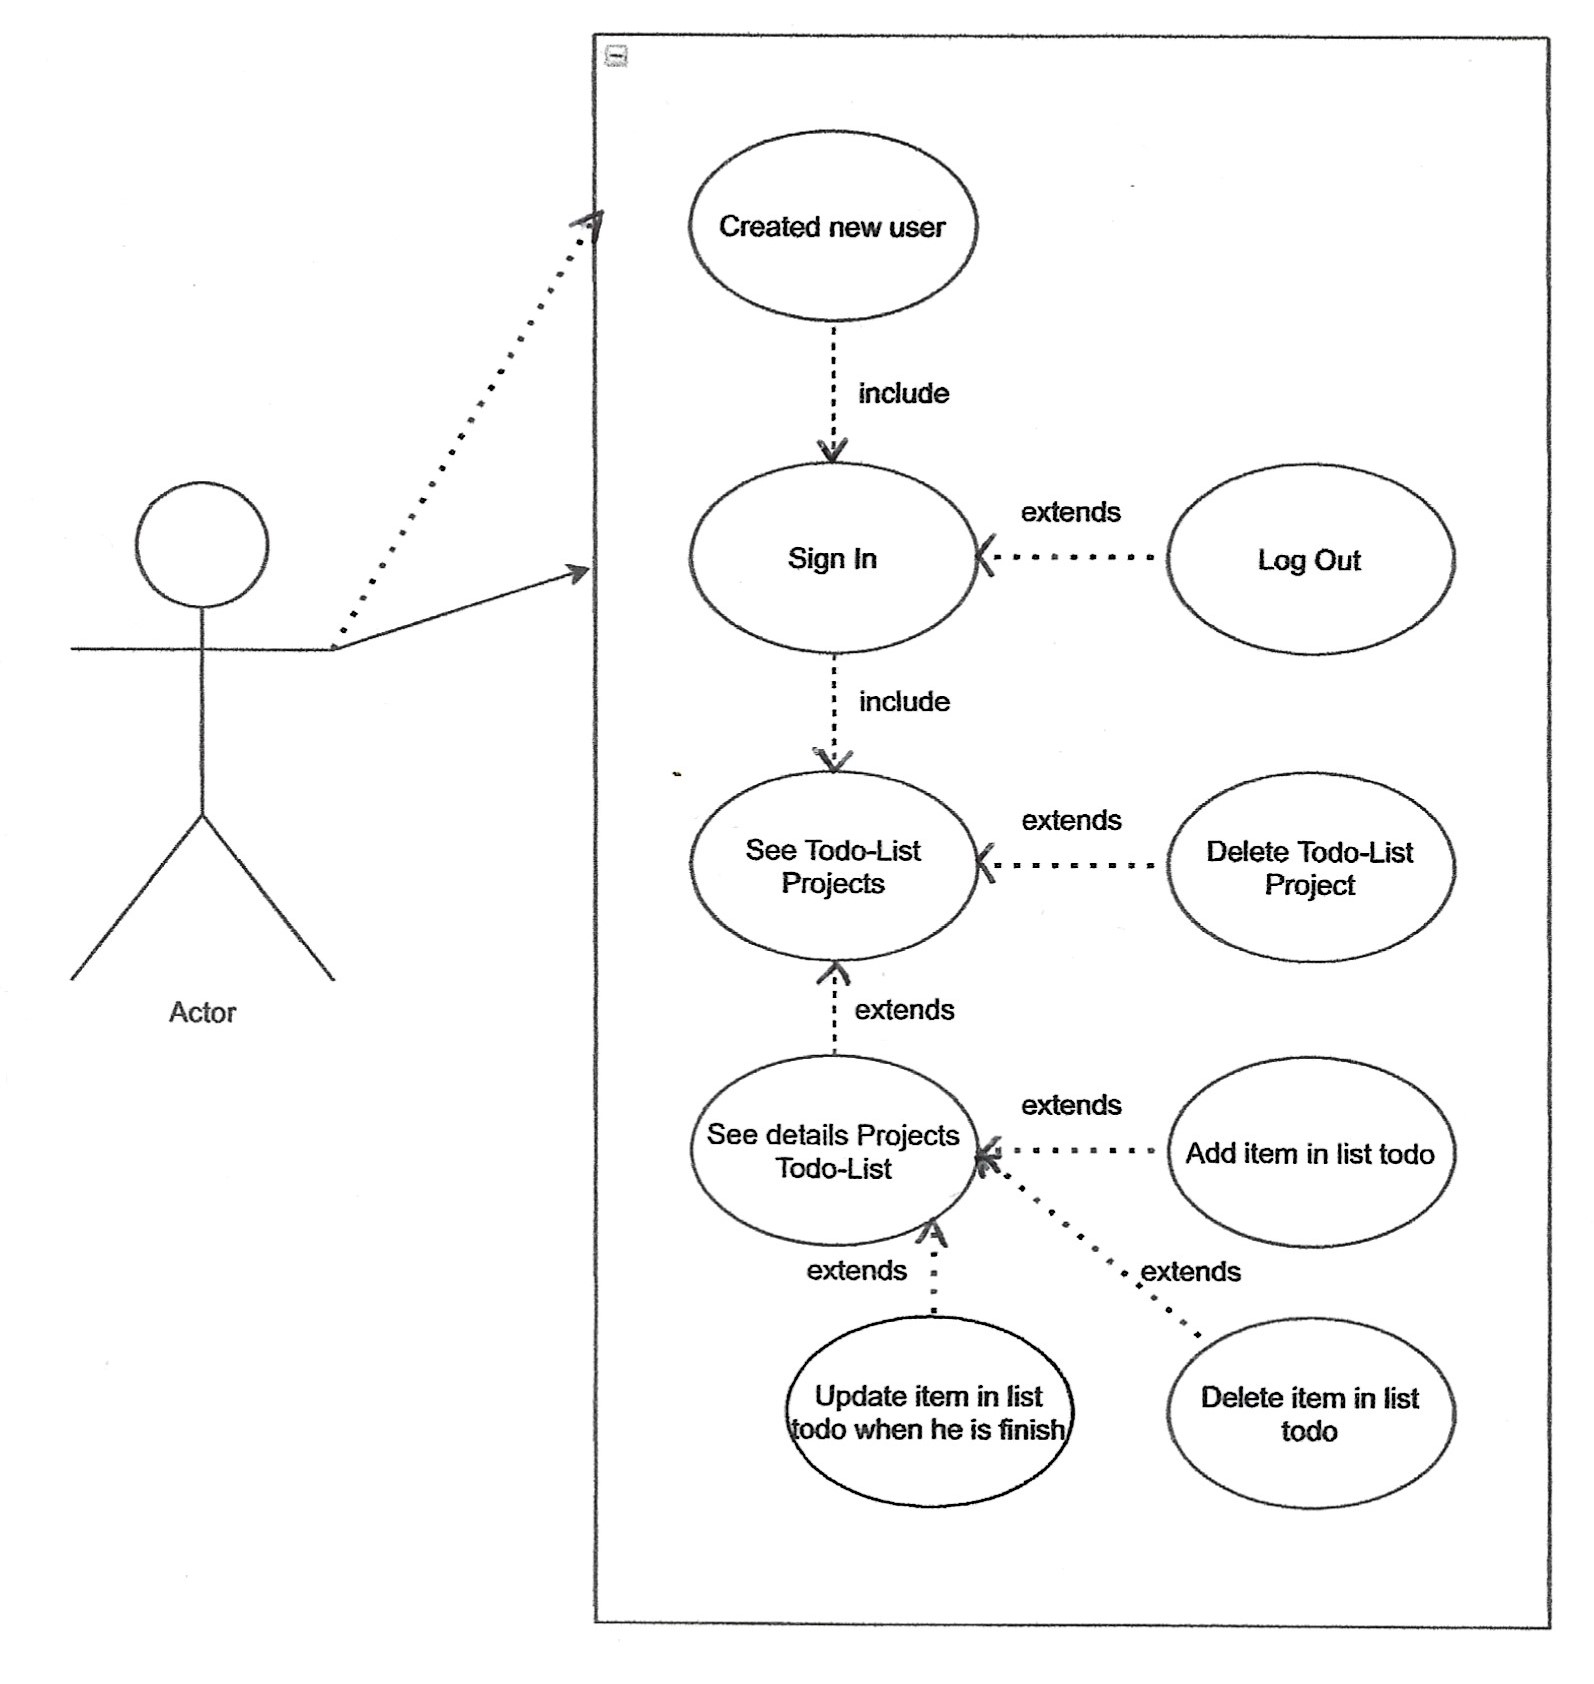 Created new user
include
extends
Sign In
Log Out
include
extends
See Todo-List
Projects
Delete Todo-List
Project
extends
Actor
extends
See details Projects
Todo-List
Add item in list todo
extends
extends
Update item in list
todo when he is finish
Delete item in list
todo